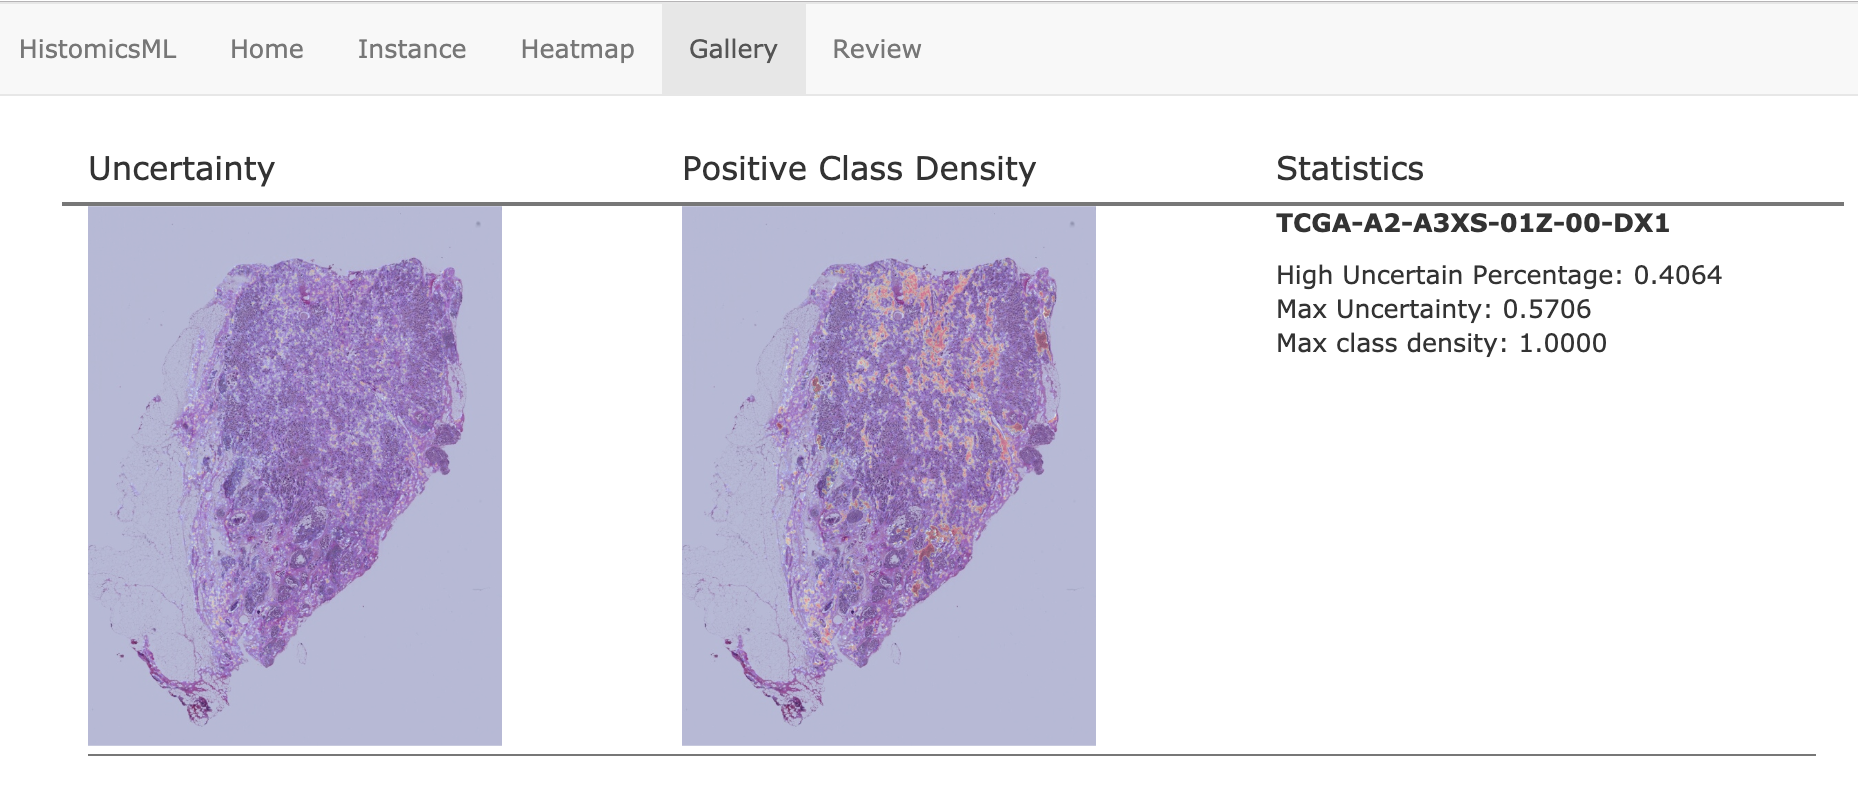 HistomicsML Home Instance Heatmap Gallery Review
Uncertainty Positive Class Density Statistics
TCGA-A2-A3XS-01Z-00-DX1
High Uncertain Percentage: 0.4064
Max Uncertainty: 0.5706
Max class density: 1.0000